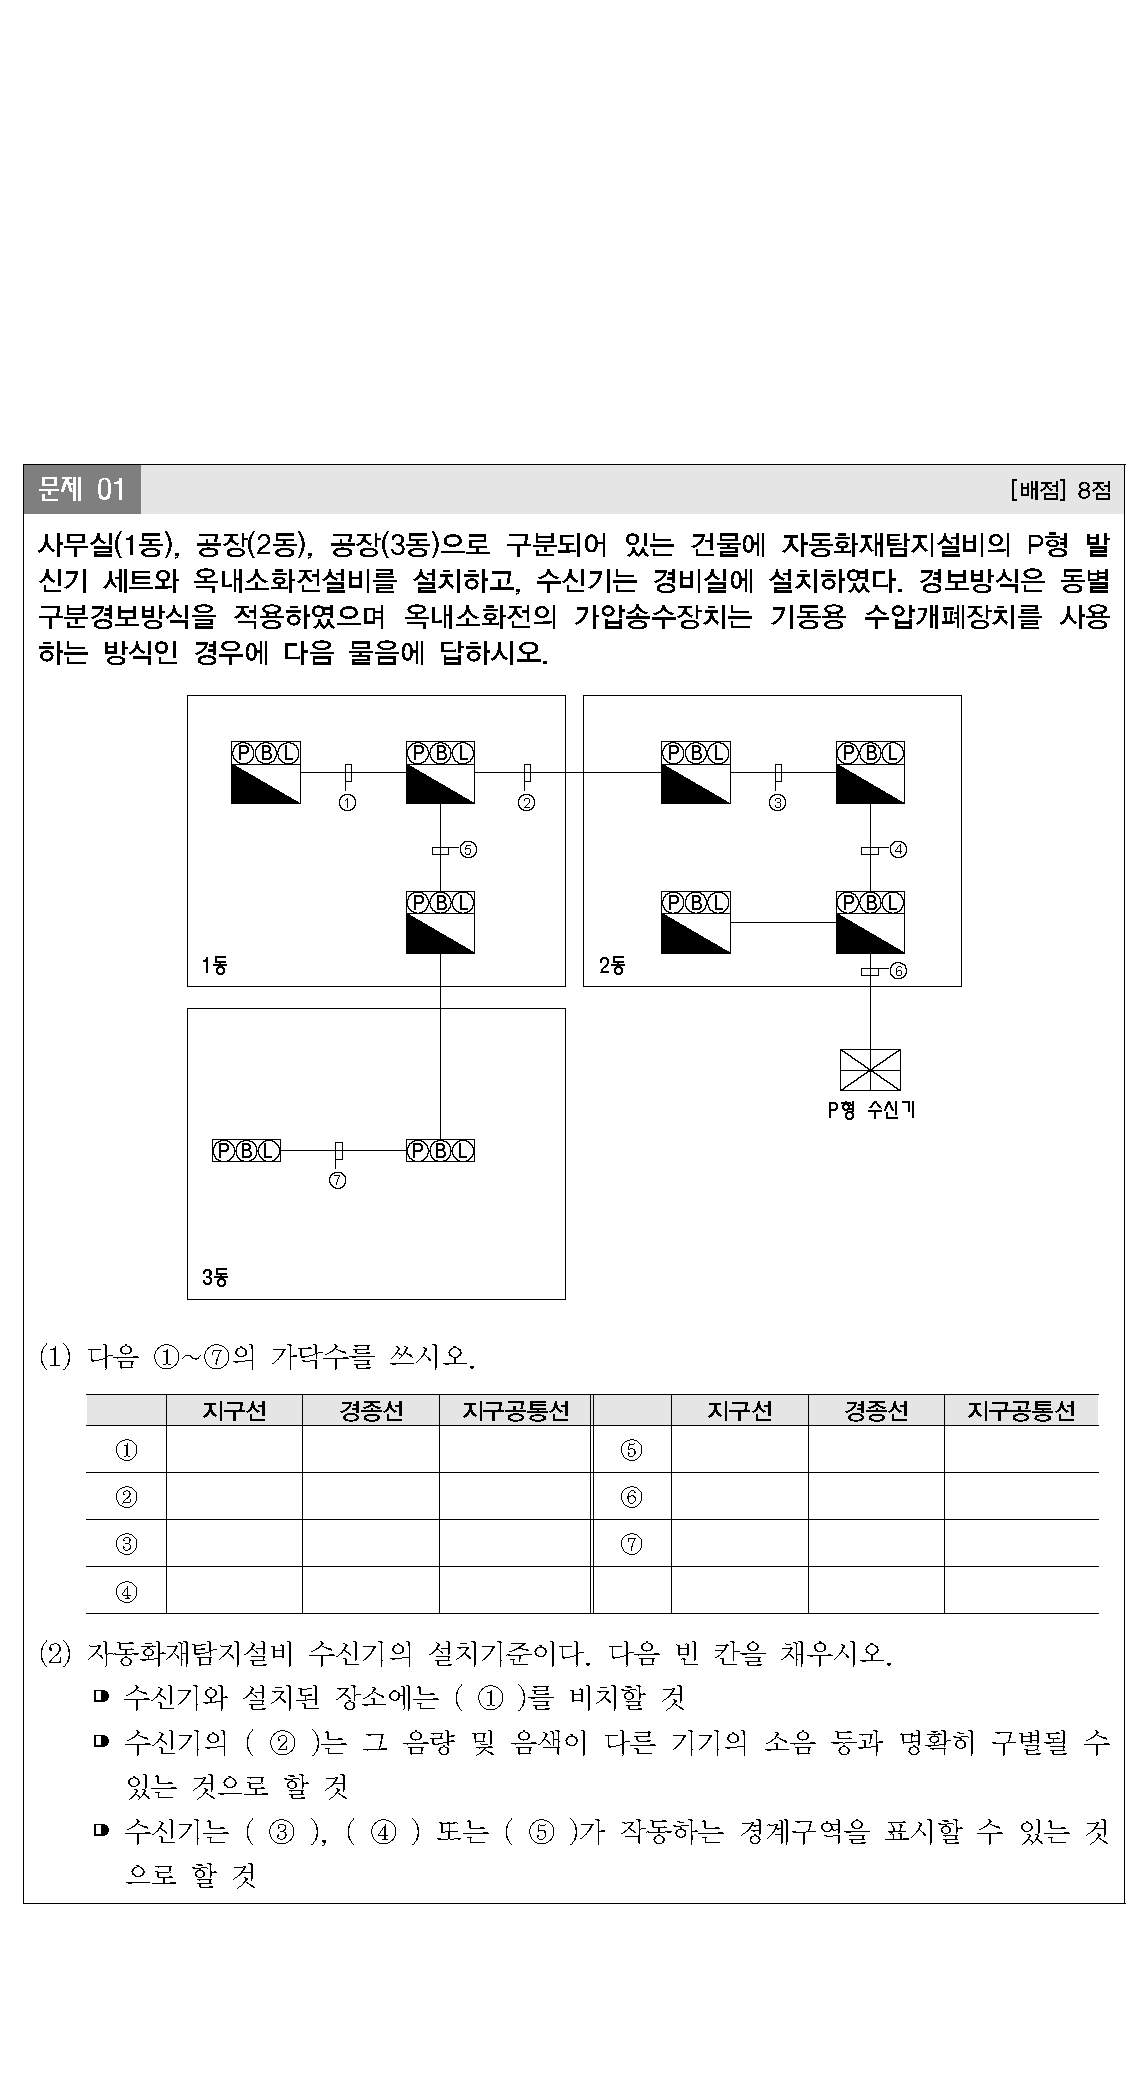 문제 01 [배점] 8점
사무실(1동), 공장(2동), 공장(3동)으로 구분되어 있는 건물에 자동화재탐지설비의 P형 발
신기 세트와 옥내소화전설비를 설치하고, 수신기는 경비실에 설치하였다. 경보방식은 동별
구분경보방식을 적용하였으며 옥내소화전의 가압송수장치는 기동용 수압개폐장치를 사용
하는 방식인 경우에 다음 물음에 답하시오.
ⓅⒷⓁ ⓅⒷⓁ ⓅⒷⓁ ⓅⒷⓁ
① ② ③
⑤ ④
ⓅⒷⓁ ⓅⒷⓁ ⓅⒷⓁ
1동 2동 ⑥
P형 수신기
ⓅⒷⓁ ⓅⒷⓁ
⑦
3동
(1) 다음 ①~⑦의 가닥수를 쓰시오.
지구선 경종선 지구공통선 지구선 경종선 지구공통선
① ⑤
② ⑥
③ ⑦
④
(2) 자동화재탐지설비 수신기의 설치기준이다. 다음 빈 칸을 채우시오.
수신기와 설치된 장소에는 ( ① )를 비치할 것
수신기의 ( ② )는 그 음량 및 음색이 다른 기기의 소음 등과 명확히 구별될 수
있는 것으로 할 것
수신기는 ( ③ ), ( ④ ) 또는 ( ⑤ )가 작동하는 경계구역을 표시할 수 있는 것
으로 할 것